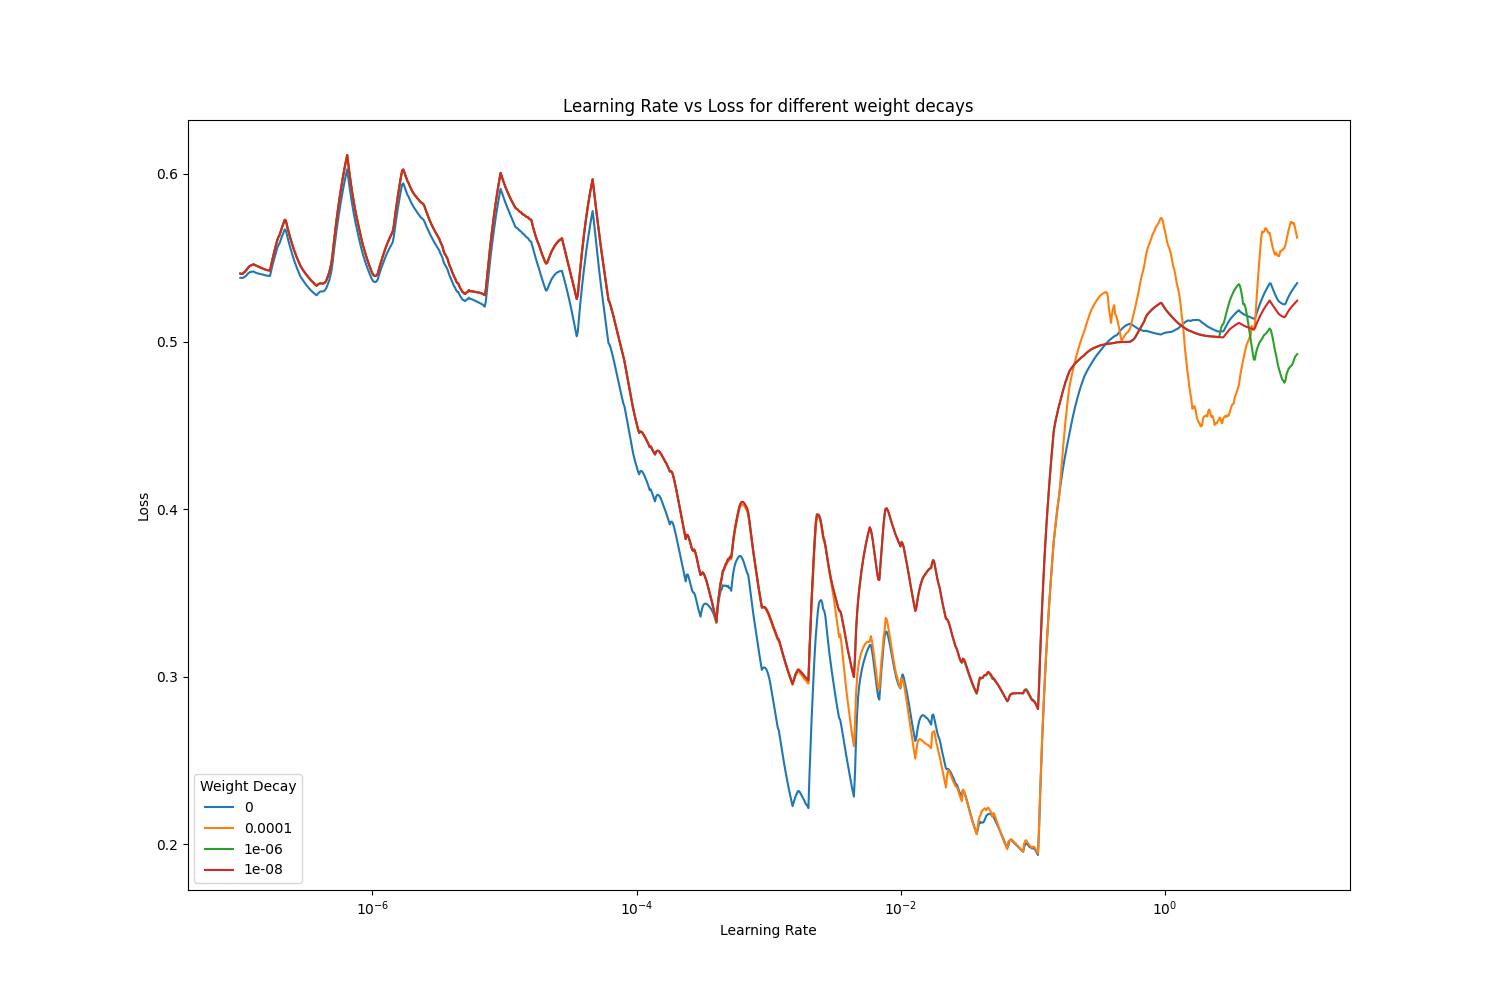 Learning Rate vs Loss for different weight decays
0.6
0.5
0.4
0.3
0.2
Loss
Weight Decay
0
0.0001
1e-06
1e-08
10⁻⁶
10⁻⁴
10⁻²
10⁰
Learning Rate